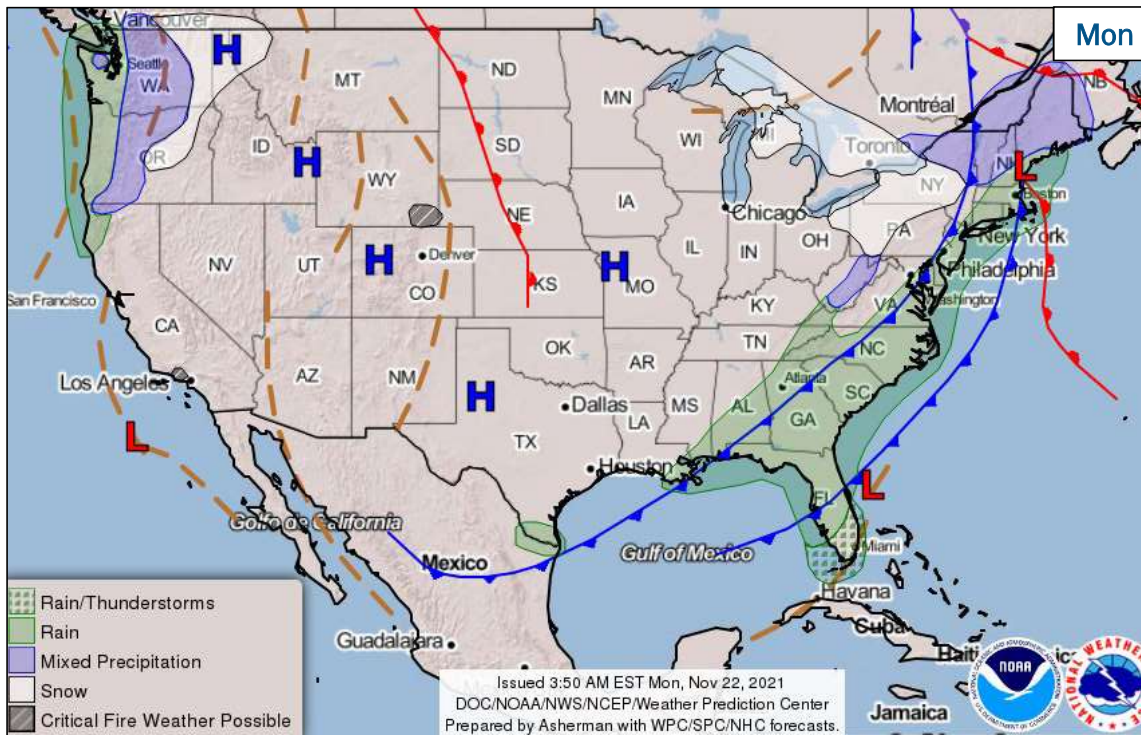 Mon
Vancouver
H
Seattle
WA
MT
ND
MN
Montréal
NB
OR
ID
H
WY
SD
WI
MI
Toronto
NY
NH
L
Boston
IA
Chicago
NE
PA
New York
NV
UT
H
Denver
CO
KS
H
MO
IL
IN
OH
Philadelphia
San Francisco
CA
KY
VA
Washington
Los Angeles
AZ
NM
OK
AR
TN
NC
H
Dallas
MS
AL
Atlanta
GA
SC
L
TX
LA
Houston
FL
L
Golfo de California
Mexico
Gulf of Mexico
Miami
Havana
Cuba
Guadalajara
Jamaica
Rain/Thunderstorms
Rain
Mixed Precipitation
Snow
Critical Fire Weather Possible
Issued 3:50 AM EST Mon, Nov 22, 2021
DOC/NOAA/NWS/NCEP/Weather Prediction Center
Prepared by Asherman with WPC/SPC/NHC forecasts.
NOAA